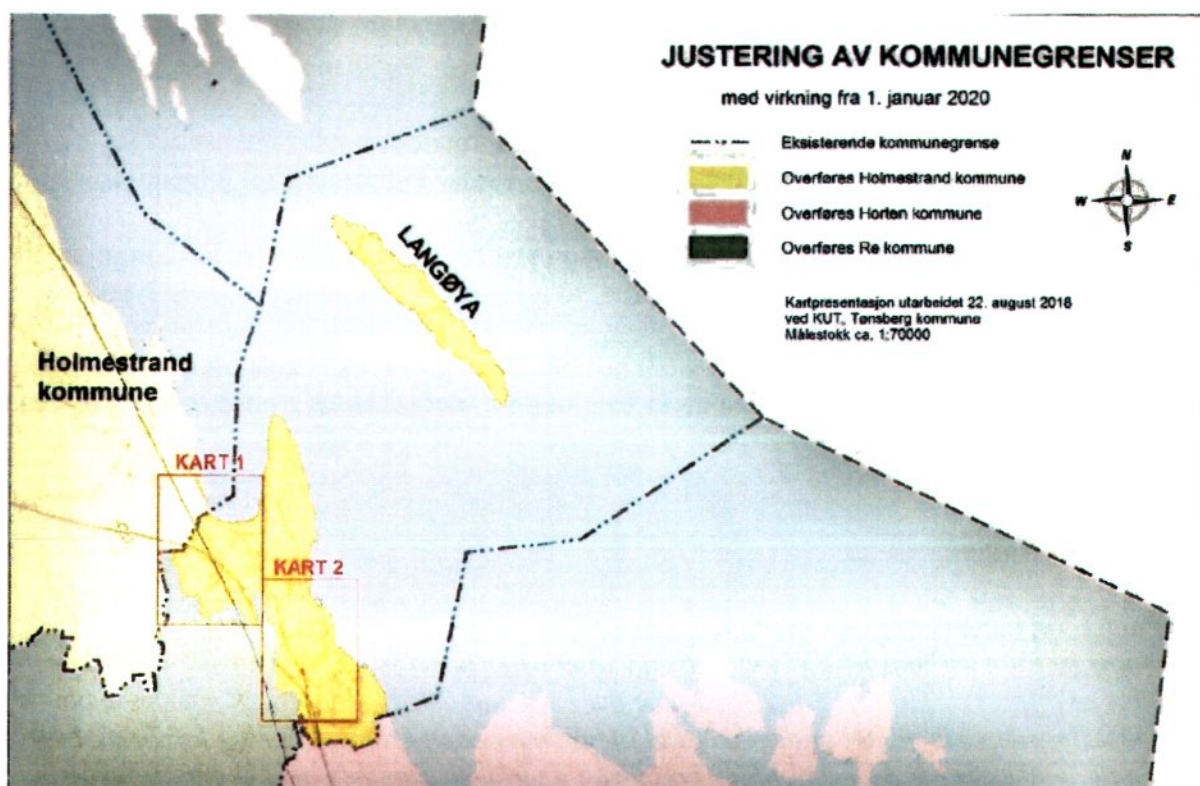 JUSTERING AV KOMMUNEGRENSER
med virkning fra 1. januar 2020
Eksisterende kommunegrense
Overføres Holmestrand kommune
Overføres Horten kommune
Overføres Re kommune
N
W
E
S
Kartpresentasjon utarbeidet 22. august 2018
ved KUT, Tønsberg kommune
Målestokk ca. 1:70000
LANGØYA
Holmestrand
kommune
KART 1
KART 2